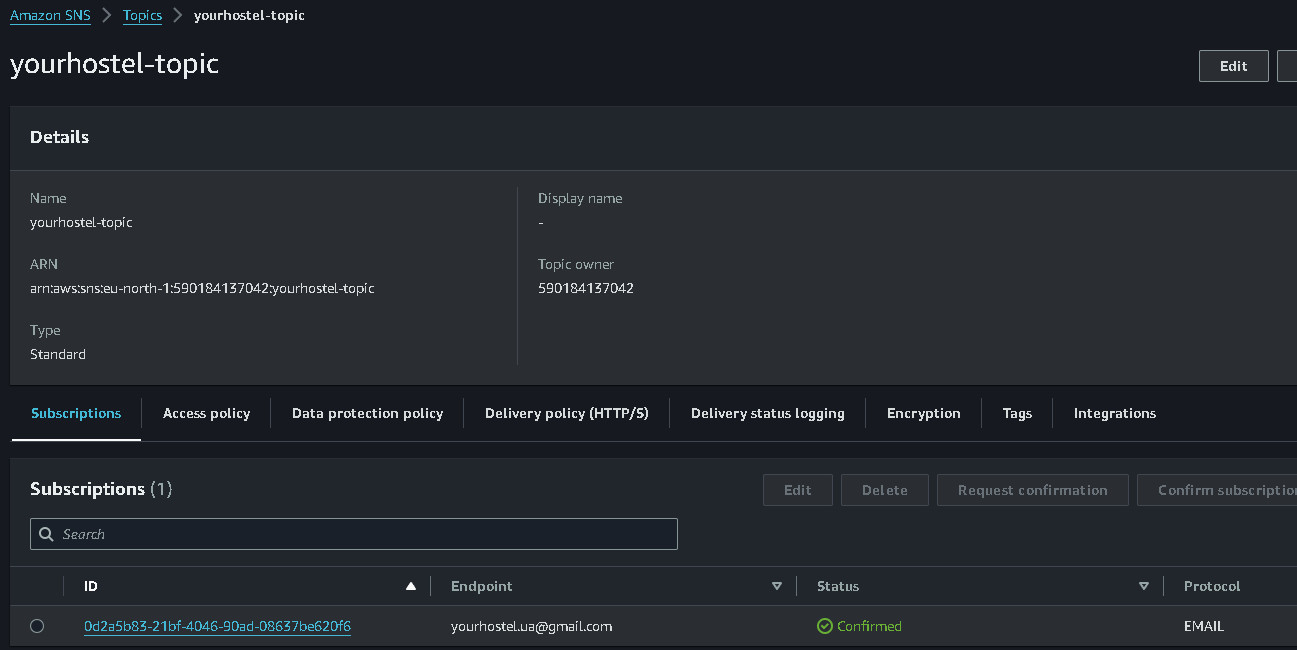 Amazon SNS > Topics > yourhostel-topic
yourhostel-topic
Edit
Details
Name
yourhostel-topic
Display name
-
ARN
arn:aws:sns:eu-north-1:590184137042:yourhostel-topic
Topic owner
590184137042
Type
Standard
Subscriptions Access policy Data protection policy Delivery policy (HTTP/S) Delivery status logging Encryption Tags Integrations
Subscriptions (1)
Edit Delete Request confirmation Confirm subscription
Search
ID Endpoint Status Protocol
0d2a5b83-21bf-4046-90ad-08637be620f6 yourhostel.ua@gmail.com Confirmed EMAIL